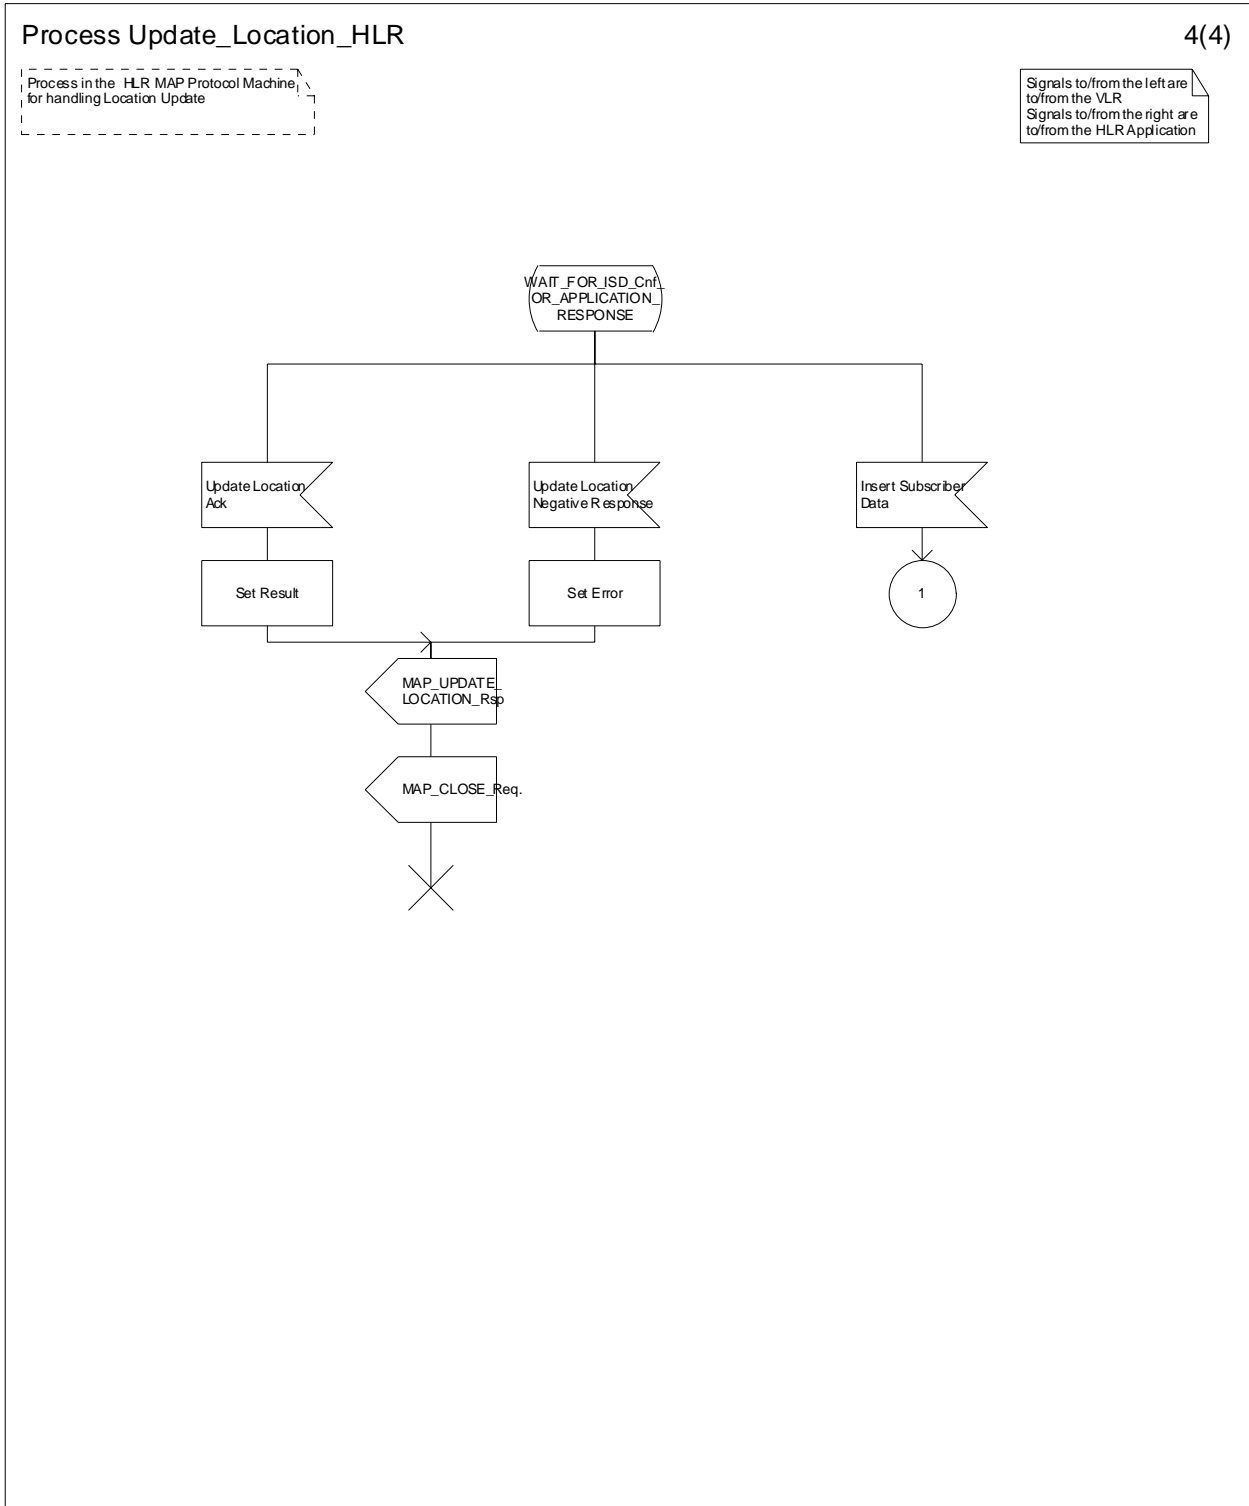 Process Update_Location_HLR
4(4)
Process in the HLR MAP Protocol Machine
for handling Location Update
Signals to/from the left are
to/from the VLR
Signals to/from the right are
to/from the HLR Application
WAIT_FOR_ISD_Cnf_
OR_APPLICATION_
RESPONSE
Update Location
Ack
Update Location
Negative Response
Insert Subscriber
Data
Set Result
Set Error
1
MAP_UPDATE_
LOCATION_Rsp
MAP_CLOSE_Req.